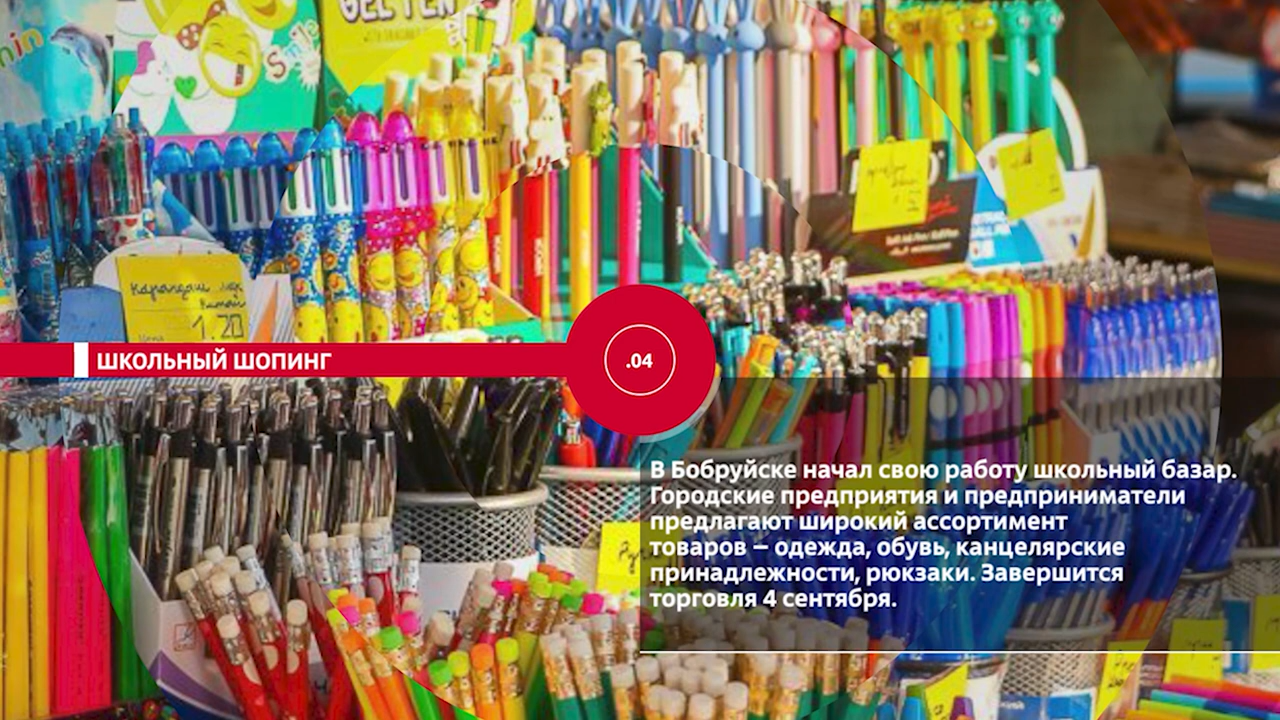 GEL PEN
Smile
Карандаш
1.20
ШКОЛЬНЫЙ ШОПИНГ
.04
В Бобруйске начал свою работу школьный базар.
Городские предприятия и предприниматели
предлагают широкий ассортимент
товаров – одежда, обувь, канцелярские
принадлежности, рюкзаки. Завершится
торговля 4 сентября.